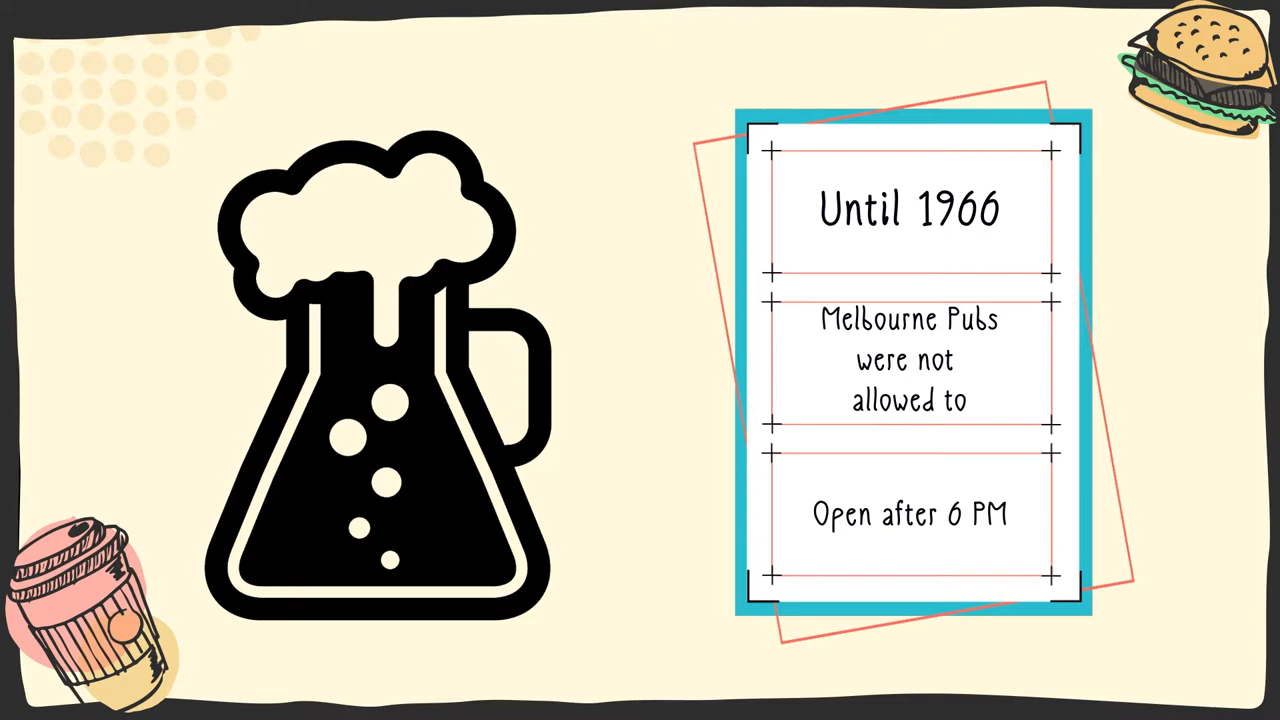 Until 1966
Melbourne Pubs
were not
allowed to
Open after 6 PM